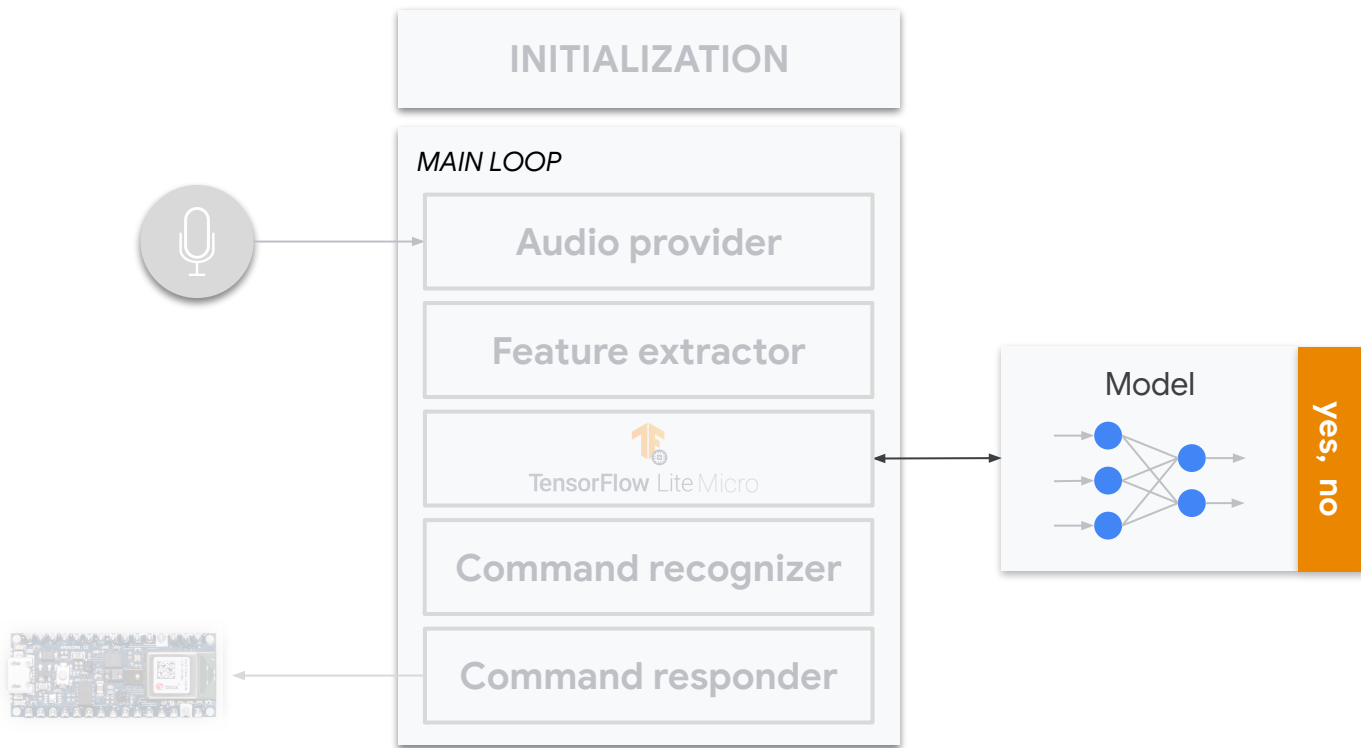 INITIALIZATION
MAIN LOOP
Audio provider
Feature extractor
TensorFlow Lite Micro
Command recognizer
Command responder
Model
yes, no